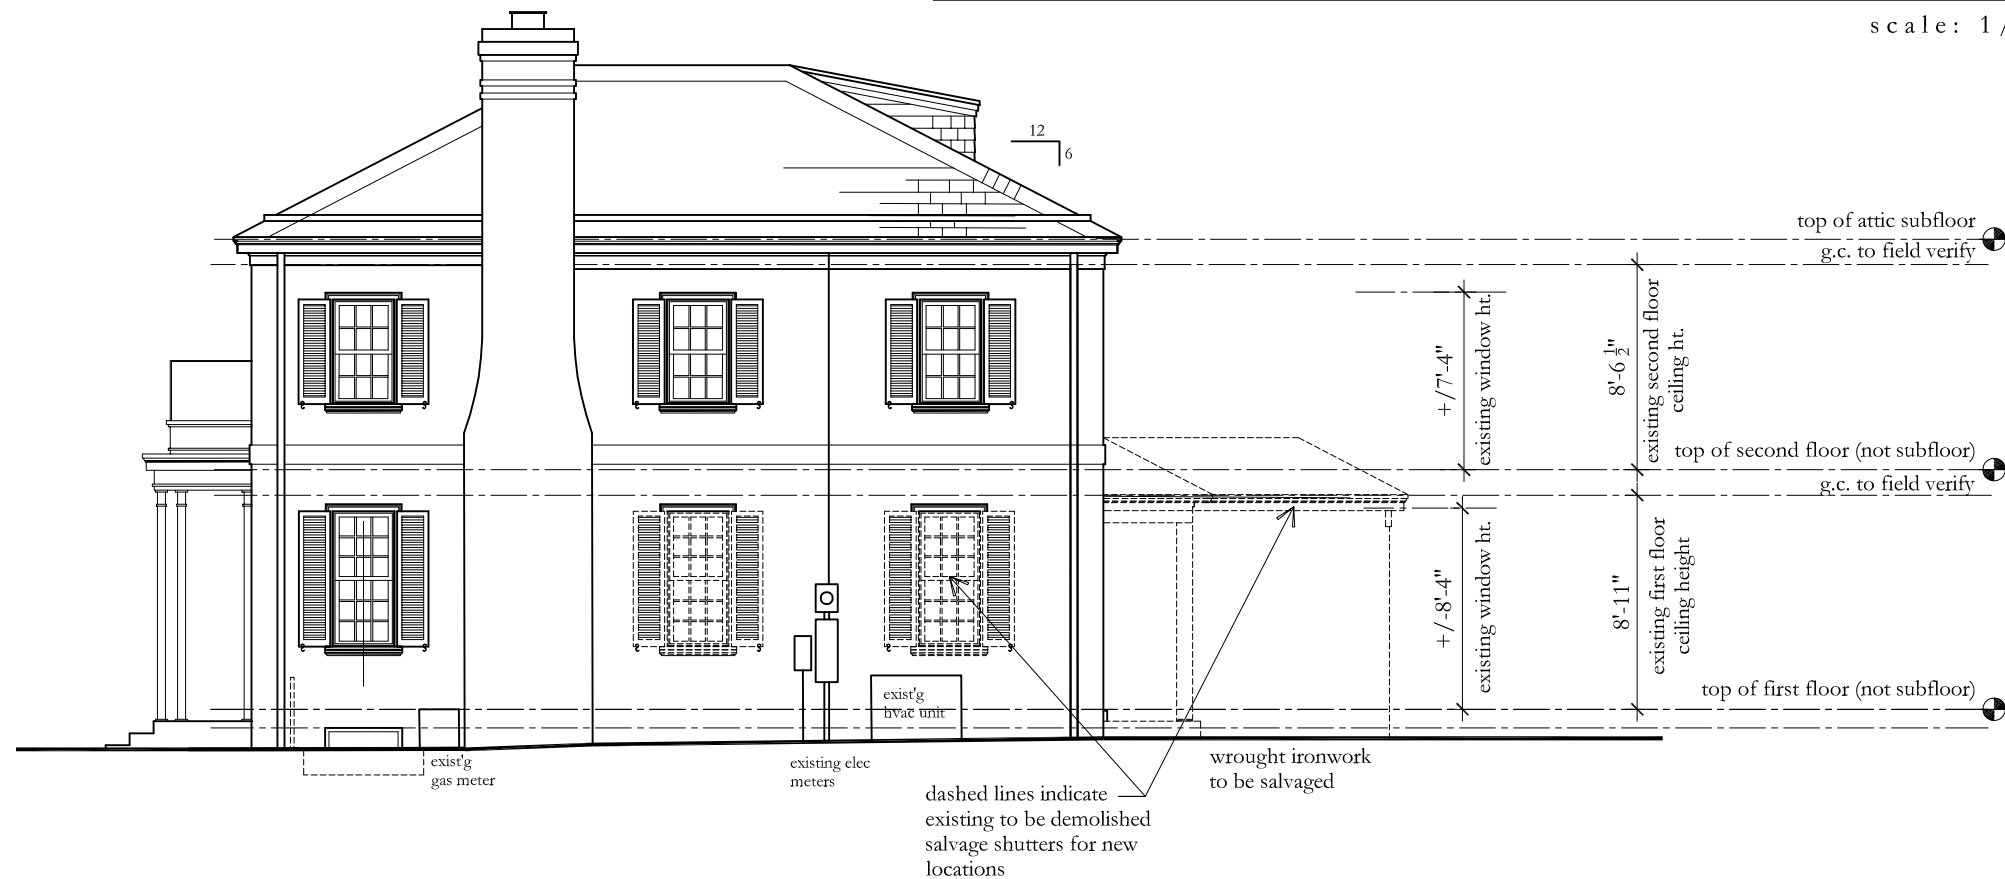 scale: 1/
12
6
top of attic subfloor
g.c. to field verify
+/7'-4"
existing window ht.
8'-6 1/2"
existing second floor
ceiling ht.
top of second floor (not subfloor)
g.c. to field verify
+/-8'-4"
existing window ht.
8'-11"
existing first floor
ceiling height
top of first floor (not subfloor)
exist'g
hvac unit
exist'g
gas meter
existing elec
meters
wrought ironwork
to be salvaged
dashed lines indicate
existing to be demolished
salvage shutters for new
locations